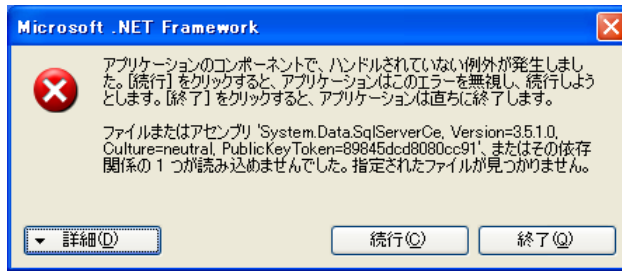 Microsoft .NET Framework
アプリケーションのコンポーネントで、ハンドルされていない例外が発生しまし
た。[続行] をクリックすると、アプリケーションはこのエラーを無視し、続行しよう
とします。[終了] をクリックすると、アプリケーションは直ちに終了します。
ファイルまたはアセンブリ 'System.Data.SqlServerCe, Version=3.5.1.0,
Culture=neutral, PublicKeyToken=89845dcd8080cc91'、またはその依存
関係の 1 つが読み込めませんでした。指定されたファイルが見つかりません。
詳細(D)
続行(C)
終了(Q)